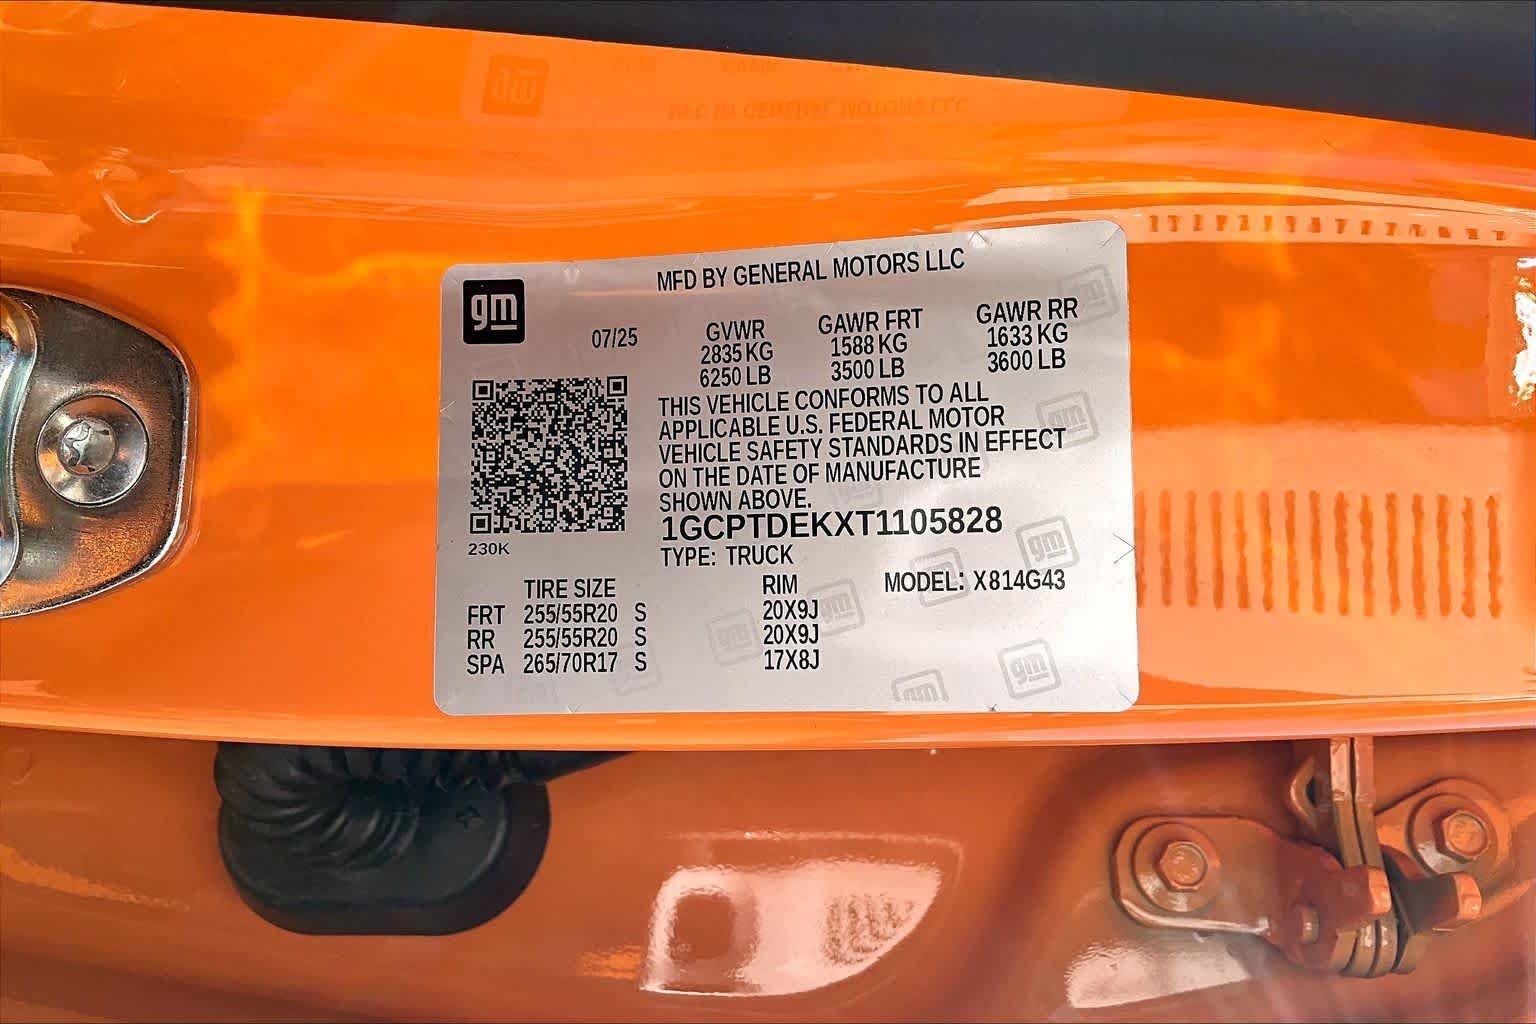 MFD BY GENERAL MOTORS LLC
gm
07/25
GVWR GAWR FRT GAWR RR
2835 KG 1588 KG 1633 KG
6250 LB 3500 LB 3600 LB
THIS VEHICLE CONFORMS TO ALL
APPLICABLE U.S. FEDERAL MOTOR
VEHICLE SAFETY STANDARDS IN EFFECT
ON THE DATE OF MANUFACTURE
SHOWN ABOVE.
1GCPTDEKXT1105828
230K
TYPE: TRUCK
TIRE SIZE RIM MODEL: X814G43
FRT 255/55R20 S 20X9J
RR 255/55R20 S 20X9J
SPA 265/70R17 S 17X8J